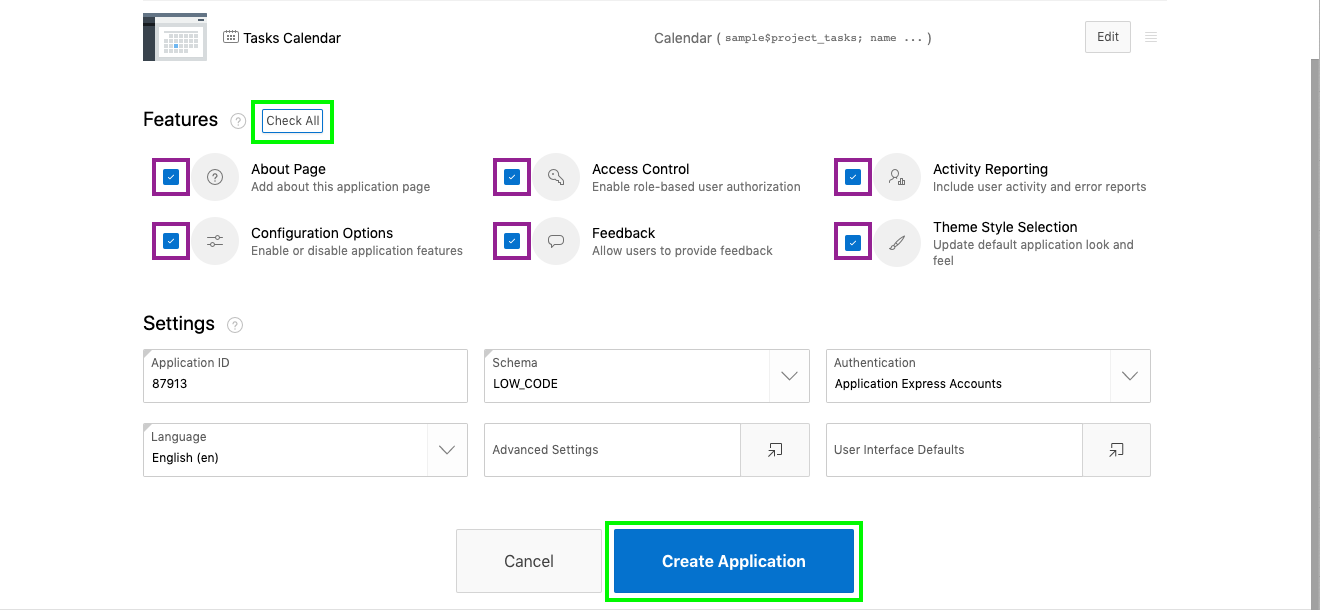 Tasks Calendar
Calendar ( sample$project_tasks; name ... )
Edit
Features ?
Check All
? About Page
Add about this application page
Access Control
Enable role-based user authorization
Activity Reporting
Include user activity and error reports
Configuration Options
Enable or disable application features
Feedback
Allow users to provide feedback
Theme Style Selection
Update default application look and
feel
Settings ?
Application ID
87913
Schema
LOW_CODE
Authentication
Application Express Accounts
Language
English (en)
Advanced Settings
User Interface Defaults
Cancel
Create Application